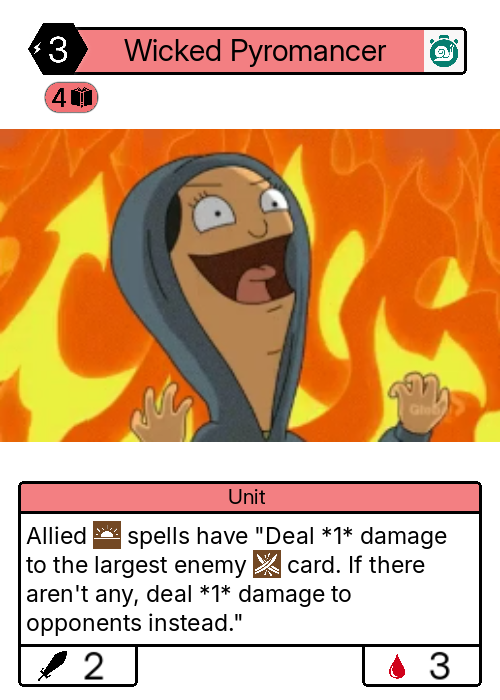 3
Wicked Pyromancer
4
Unit
Allied spells have "Deal *1* damage
to the largest enemy card. If there
aren't any, deal *1* damage to
opponents instead."
2
3